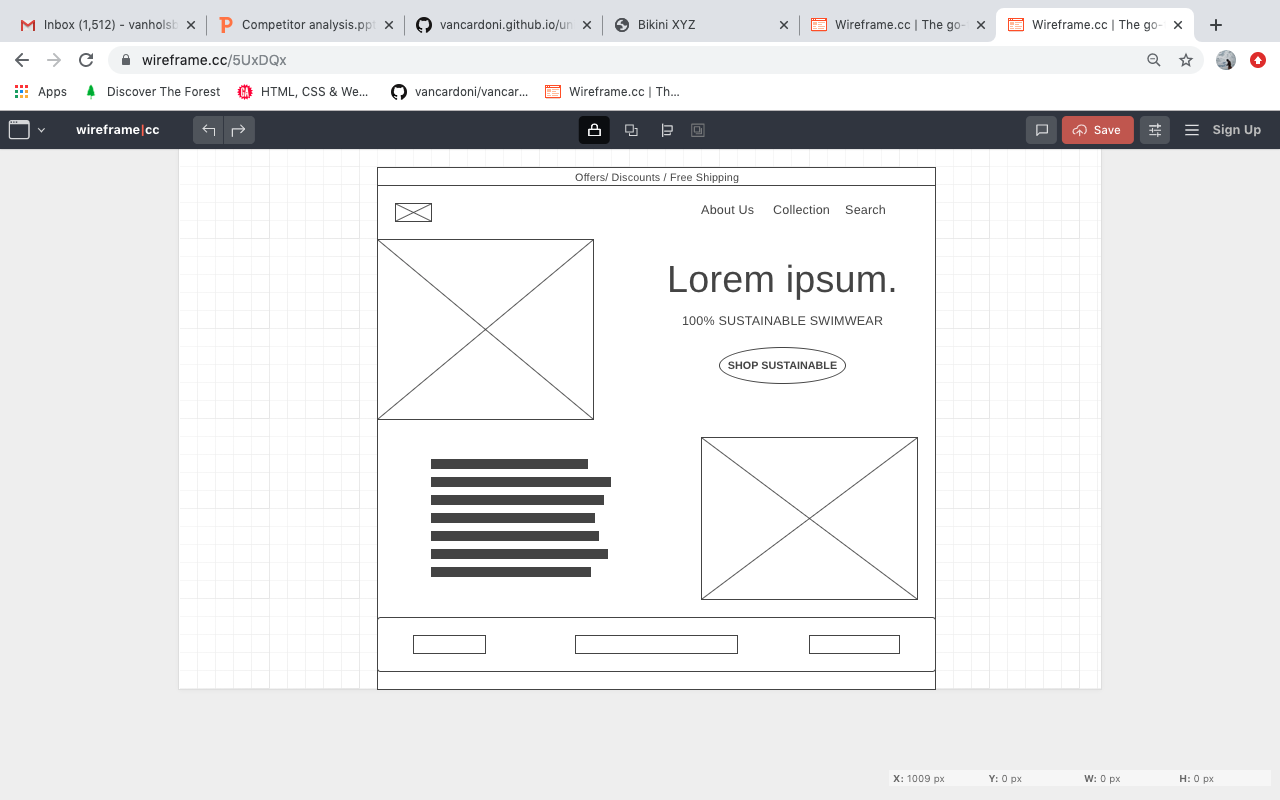 Inbox (1,512) - vanholsb
Competitor analysis.ppt
vancardoni.github.io/un
Bikini XYZ
Wireframe.cc | The go-
Wireframe.cc | The go-
wireframe.cc/5UxDQx
Apps
Discover The Forest
HTML, CSS & We...
vancardoni/vancar...
Wireframe.cc | Th...
wireframe|cc
Save
Sign Up
Offers/ Discounts / Free Shipping
About Us Collection Search
Lorem ipsum.
100% SUSTAINABLE SWIMWEAR
SHOP SUSTAINABLE
X: 1009 px Y: 0 px W: 0 px H: 0 px